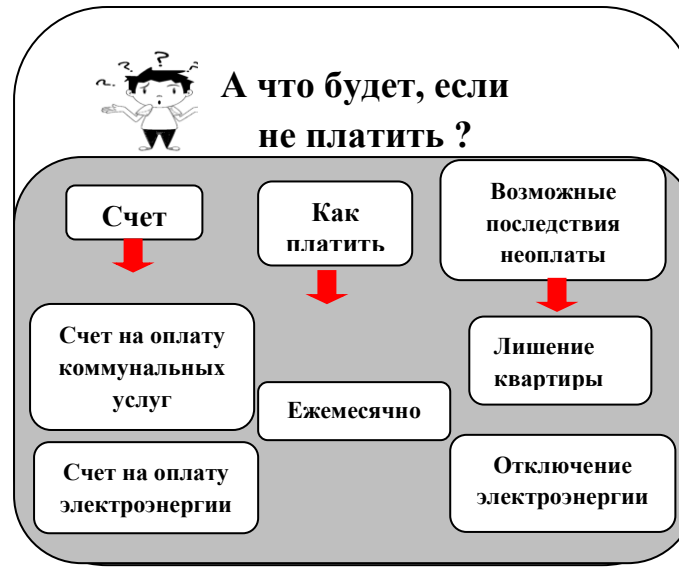 ? ? ?
А что будет, если
не платить ?
Счет
Как
платить
Возможные
последствия
неоплаты
Счет на оплату
коммунальных
услуг
Ежемесячно
Лишение
квартиры
Счет на оплату
электроэнергии
Отключение
электроэнергии